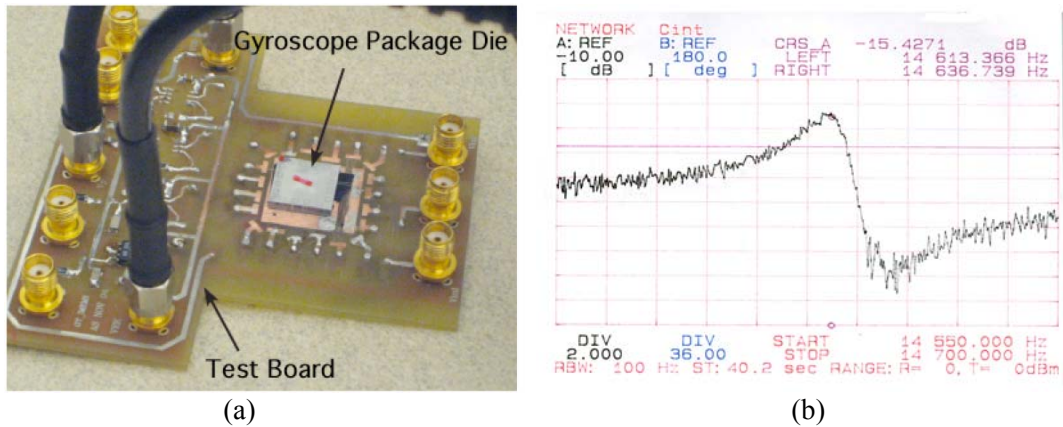 Gyroscope Package Die
Test Board
(a)
NETWORK Cint
A: REF B: REF CRS A -15.4271 dB
-10.00 180.0 LEFT 14 613.366 Hz
[ dB ] [ deg ] RIGHT 14 636.739 Hz
DIV DIV START 14 550.000 Hz
2.000 36.00 STOP 14 700.000 Hz
RBW: 100 Hz ST: 40.2 sec RANGE: R= 0, T= 0dBm
(b)